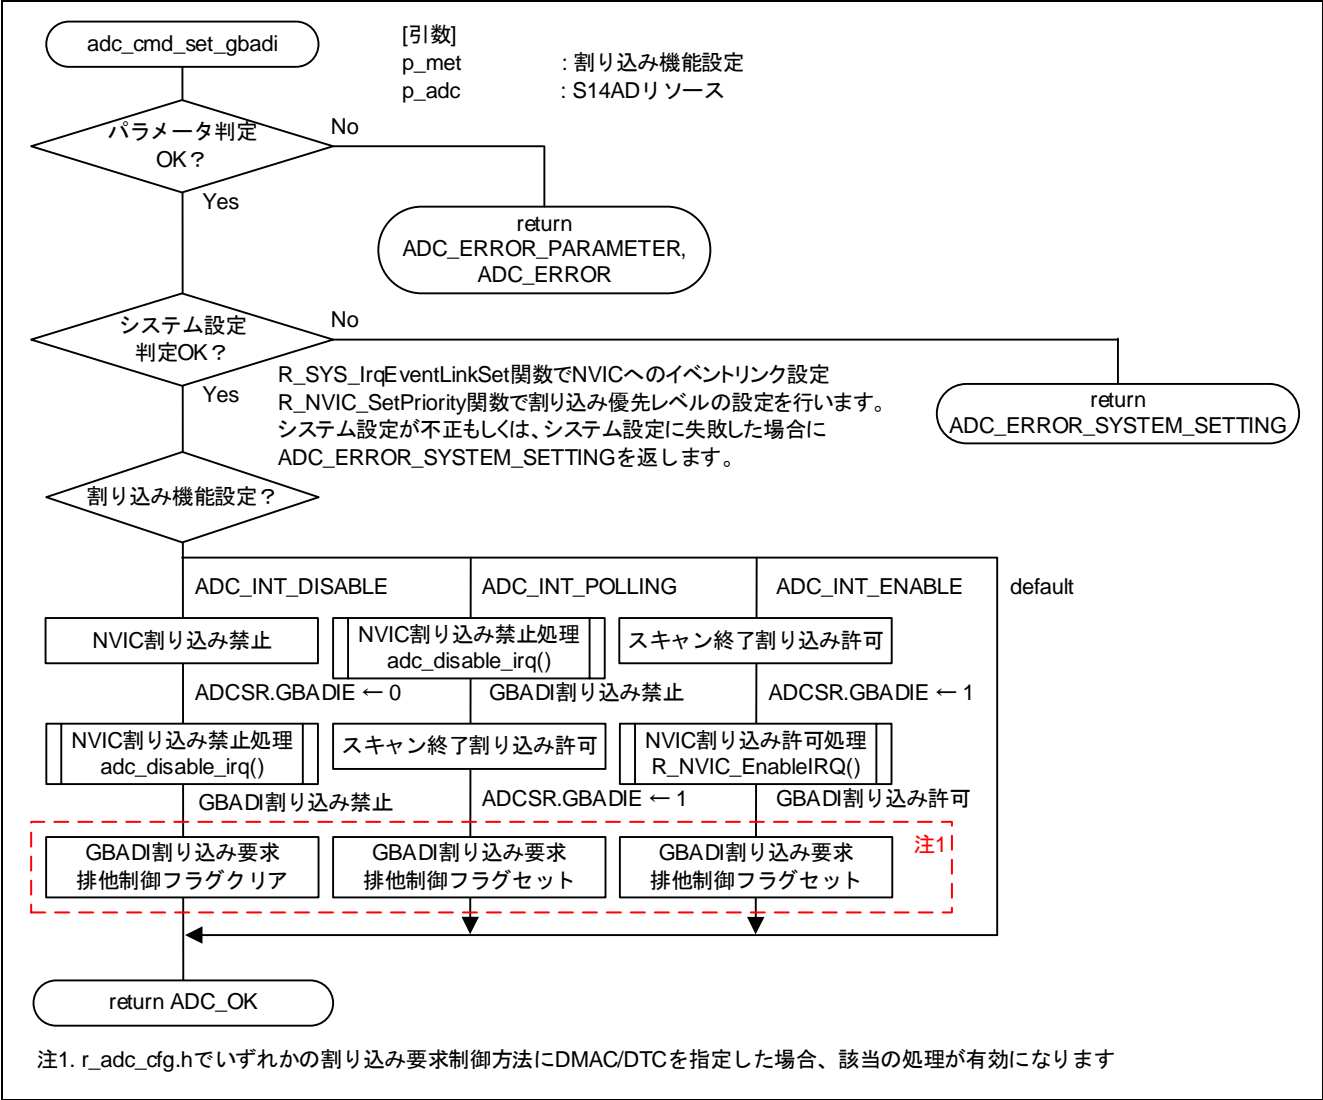 adc_cmd_set_gbadi
[引数]
p_met : 割り込み機能設定
p_adc : S14ADリソース
パラメータ判定
OK？
No
Yes
return
ADC_ERROR_PARAMETER,
ADC_ERROR
システム設定
判定OK？
No
Yes
R_SYS_IrqEventLinkSet関数でNVICへのイベントリンク設定
R_NVIC_SetPriority関数で割り込み優先レベルの設定を行います。
システム設定が不正もしくは、システム設定に失敗した場合に
ADC_ERROR_SYSTEM_SETTINGを返します。
return
ADC_ERROR_SYSTEM_SETTING
割り込み機能設定？
ADC_INT_DISABLE
ADC_INT_POLLING
ADC_INT_ENABLE
default
NVIC割り込み禁止
NVIC割り込み禁止処理
adc_disable_irq()
スキャン終了割り込み許可
ADCSR.GBADIE ← 0
GBADI割り込み禁止
ADCSR.GBADIE ← 1
NVIC割り込み禁止処理
adc_disable_irq()
スキャン終了割り込み許可
NVIC割り込み許可処理
R_NVIC_EnableIRQ()
GBADI割り込み禁止
ADCSR.GBADIE ← 1
GBADI割り込み許可
注1
GBADI割り込み要求
排他制御フラグクリア
GBADI割り込み要求
排他制御フラグセット
GBADI割り込み要求
排他制御フラグセット
return ADC_OK
注1. r_adc_cfg.hでいずれかの割り込み要求制御方法にDMAC/DTCを指定した場合、該当の処理が有効になります